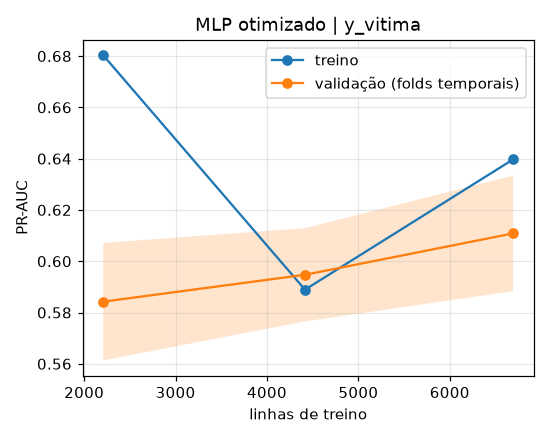 MLP otimizado | y_vitima
treino
validação (folds temporais)
PR-AUC
0.68
0.66
0.64
0.62
0.60
0.58
0.56
2000 3000 4000 5000 6000
linhas de treino